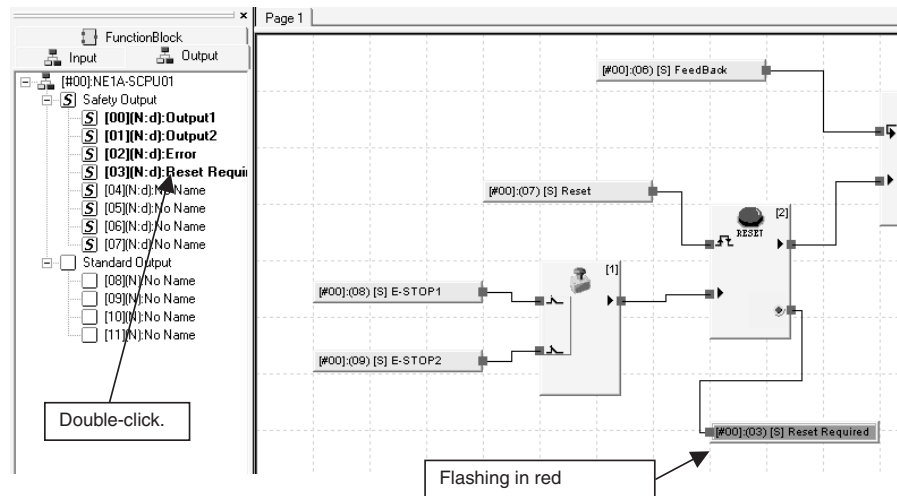 Page 1
FunctionBlock
Input
Output
[#00]:NE1A-SCPU01
S Safety Output
S [00](N:d):Output1
S [01](N:d):Output2
S [02](N:d):Error
S [03](N:d):Reset Requi
S [04](N:d):No Name
S [05](N:d):No Name
S [06](N:d):No Name
S [07](N:d):No Name
Standard Output
[08](N):No Name
[09](N):No Name
[10](N):No Name
[11](N):No Name
Double-click.
[#00]:(06) [S] FeedBack
[#00]:(07) [S] Reset
[2]
RESET
[1]
[#00]:(08) [S] E-STOP1
[#00]:(09) [S] E-STOP2
[#00]:(03) [S] Reset Required
Flashing in red